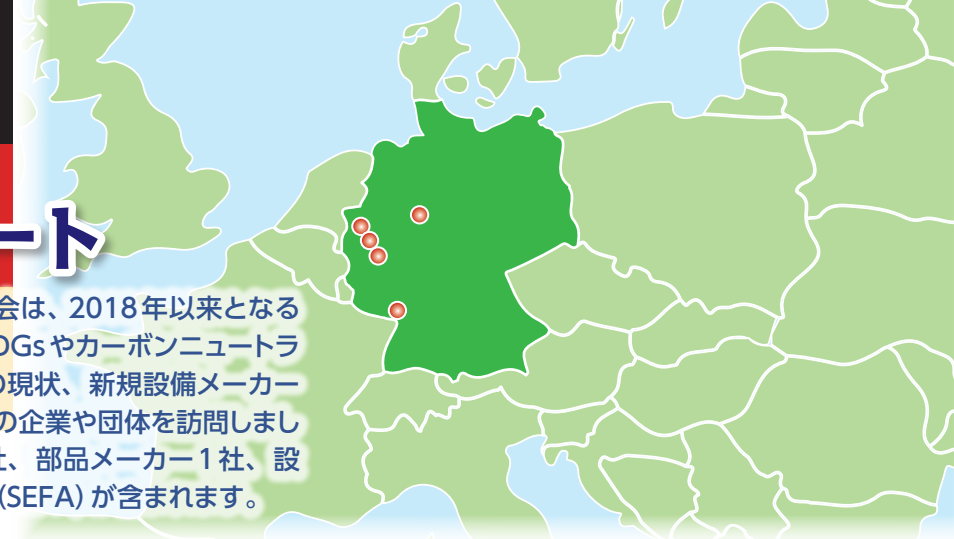 ート
会は、2018年以来となる
DGsやカーボンニュートラ
の現状、新規設備メーカー
の企業や団体を訪問しまし
社、部品メーカー1社、設
(SEFA)が含まれます。